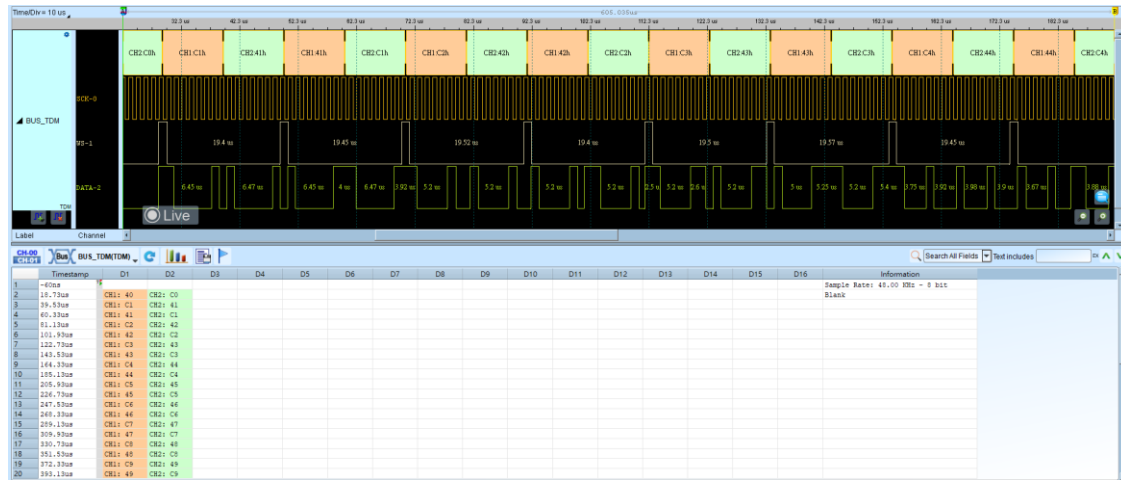 Time/Div = 10 us
606.035us
32.3 us 42.3 us 52.3 us 62.3 us 72.3 us 82.3 us 92.3 us 102.3 us 112.3 us 122.3 us 132.3 us 142.3 us 152.3 us 162.3 us 172.3 us 182.3 us
CH2:C0h CH1:C1h CH2:41h CH1:41h CH2:C1h CH1:C2h CH2:42h CH1:42h CH2:C2h CH1:C3h CH2:43h CH1:43h CH2:C3h CH1:C4h CH2:44h CH1:44h CH2:C4h
SCK-0
BUS_TDM
WS-1 19.4 us 19.45 us 19.52 us 19.4 us 19.5 us 19.57 us 19.45 us
DATA-2 6.45 us 6.47 us 6.45 us 4 us 6.47 us 3.92 us 5.2 us 5.2 us 5.2 us 5.2 us 2.5 u 5.2 us 2.6 u 5.2 us 5 us 5.25 us 5.2 us 5.4 us 3.75 us 3.92 us 3.98 us 3.9 us 3.67 us 3.88 us
TDM
Live
Label Channel
CH-00
CH-01 Bus BUS_TDM(TDM) Search All Fields Text includes
Timestamp D1 D2 D3 D4 D5 D6 D7 D8 D9 D10 D11 D12 D13 D14 D15 D16 Information
1 -60ns Sample Rate: 48.00 KHz - 8 bit
2 18.73us CH1: 40 CH2: C0 Blank
3 39.53us CH1: C1 CH2: 41
4 60.33us CH1: 41 CH2: C1
5 81.13us CH1: C2 CH2: 42
6 101.93us CH1: 42 CH2: C2
7 122.73us CH1: C3 CH2: 43
8 143.53us CH1: 43 CH2: C3
9 164.33us CH1: C4 CH2: 44
10 185.13us CH1: 44 CH2: C4
11 205.93us CH1: C5 CH2: 45
12 226.73us CH1: 45 CH2: C5
13 247.53us CH1: C6 CH2: 46
14 268.33us CH1: 46 CH2: C6
15 289.13us CH1: C7 CH2: 47
16 309.93us CH1: 47 CH2: C7
17 330.73us CH1: C8 CH2: 48
18 351.53us CH1: 48 CH2: C8
19 372.33us CH1: C9 CH2: 49
20 393.13us CH1: 49 CH2: C9